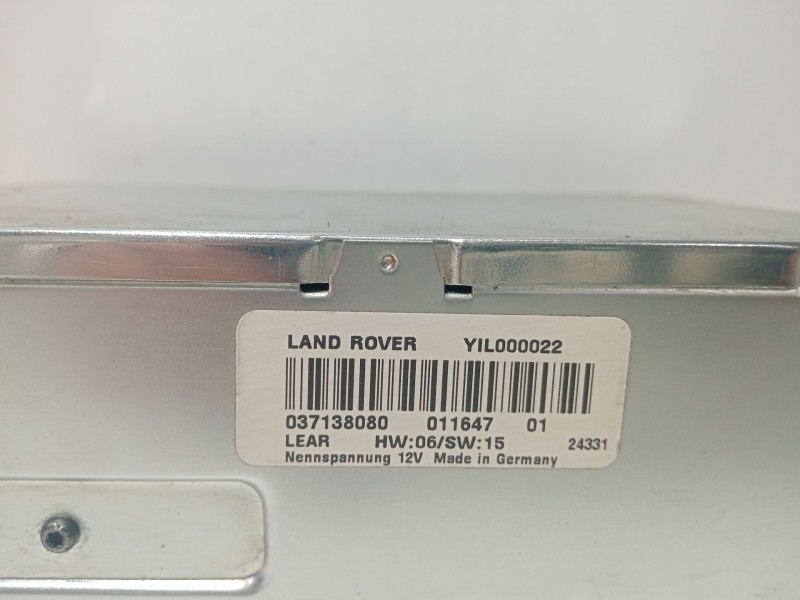 LAND ROVER YIL000022
037138080 011647 01
LEAR HW:06/SW:15 24331
Nennspannung 12V Made in Germany